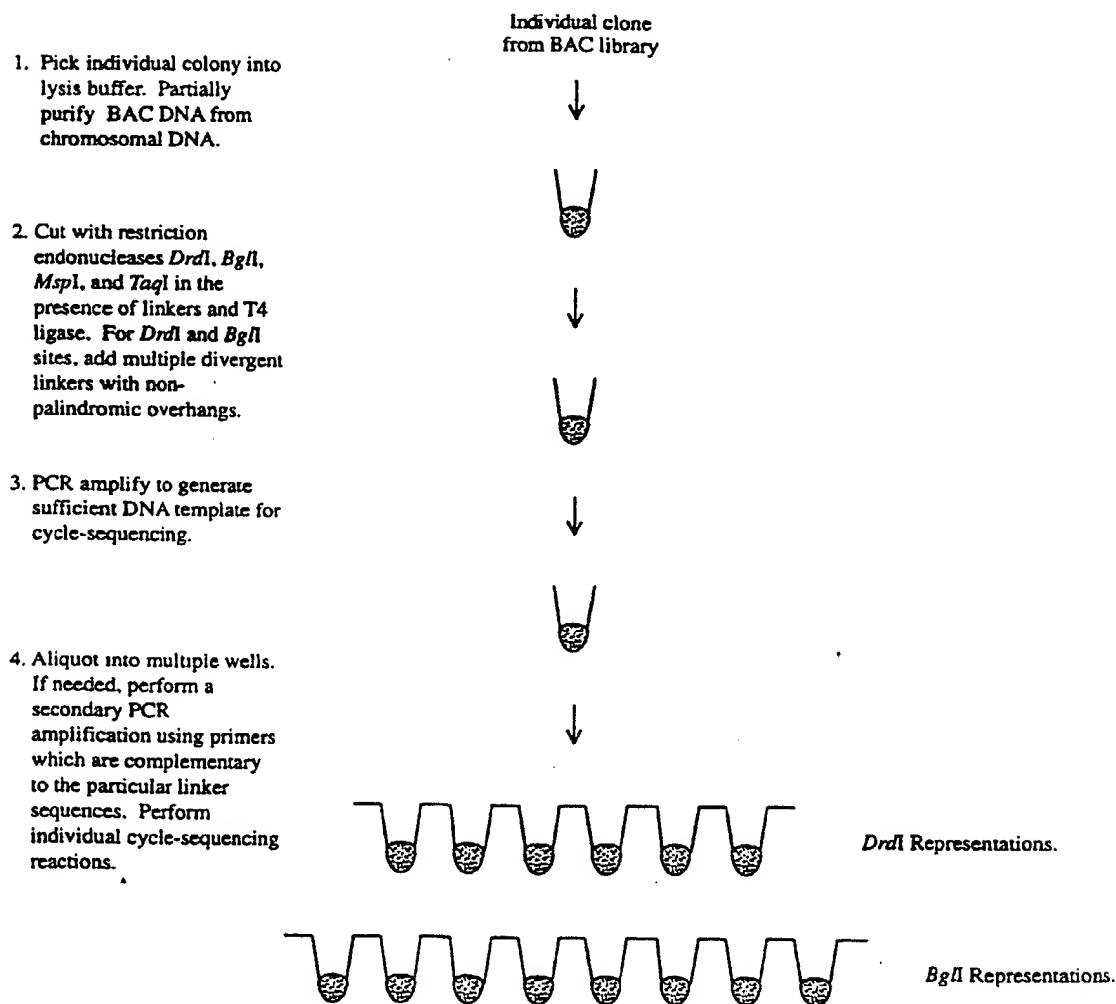 Individual clone
from BAC library
1. Pick individual colony into
lysis buffer. Partially
purify BAC DNA from
chromosomal DNA.
2. Cut with restriction
endonucleases DrdI, BglI,
MspI, and TaqI in the
presence of linkers and T4
ligase. For DrdI and BglI
sites, add multiple divergent
linkers with non-
palindromic overhangs.
3. PCR amplify to generate
sufficient DNA template for
cycle-sequencing.
4. Aliquot into multiple wells.
If needed, perform a
secondary PCR
amplification using primers
which are complementary
to the particular linker
sequences. Perform
individual cycle-sequencing
reactions.
DrdI Representations.
BglI Representations.